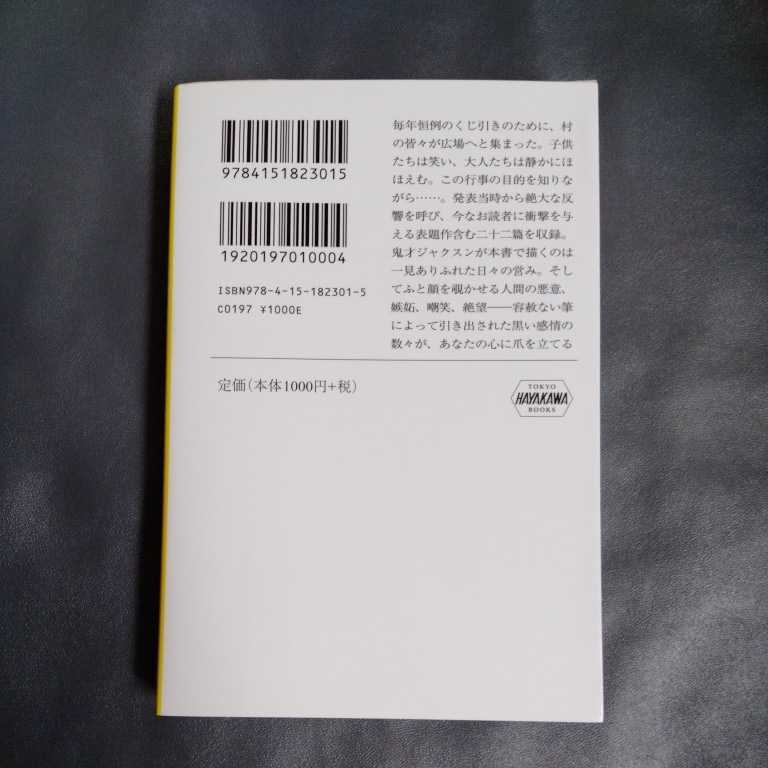 9784151823015
1920197010004
ISBN978-4-15-182301-5
C0197 ¥1000E
毎年恒例のくじ引きのために、村
の皆々が広場へと集まった。子供
たちは笑い、大人たちは静かにほ
ほえむ。この行事の目的を知りな
がら……。発表当時から絶大な反
響を呼び、今なお読者に衝撃を与
える表題作含む二十二篇を収録。
鬼才ジャクスンが本書で描くのは
一見ありふれた日々の営み。そし
てふと顔を覗かせる人間の悪意、
嫉妬、嘲笑、絶望――容赦ない筆
によって引き出された黒い感情の
数々が、あなたの心に爪を立てる
定価(本体1000円+税)
TOKYO
HAYAKAWA
BOOKS